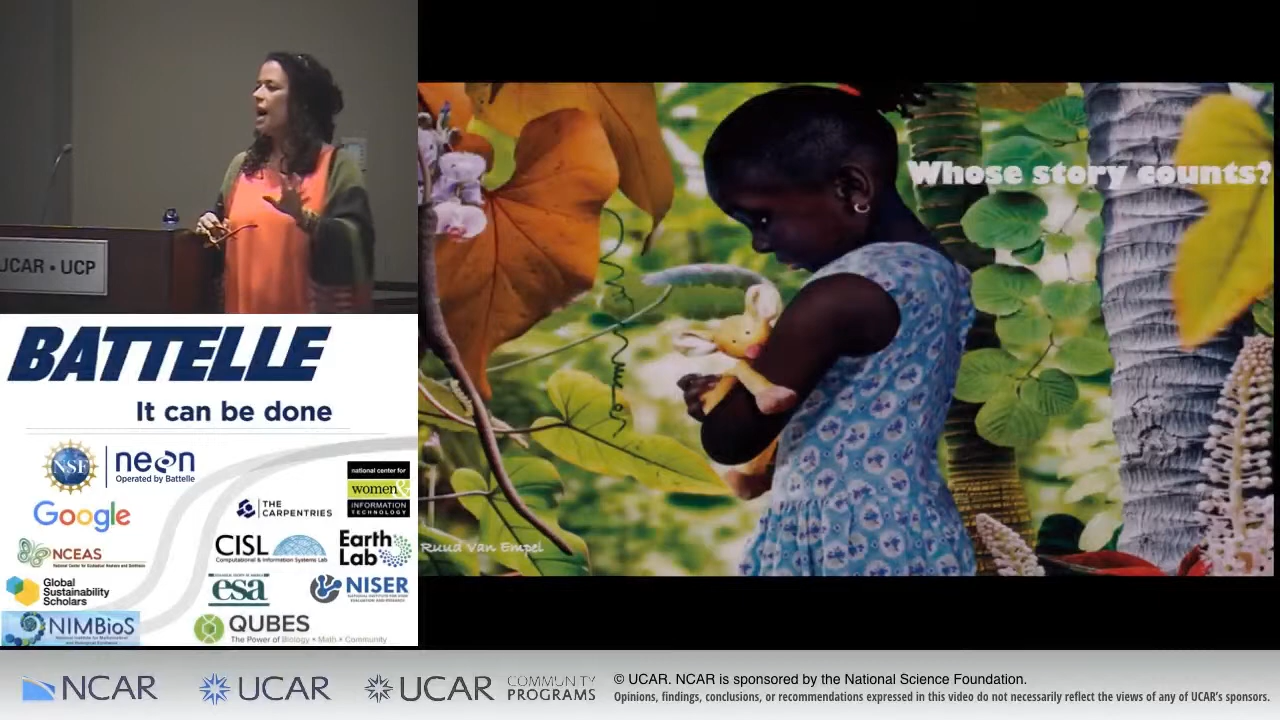 UCAR • UCP
BATTELLE
It can be done
NSF
neon
Operated by Battelle
national center for
women&
INFORMATION
TECHNOLOGY
Google
THE
CARPENTRIES
NCEAS
CISL
Computational & Information Systems Lab
Earth
Lab
Global
Sustainability
Scholars
esa
NISER
NIMBioS
QUBES
The Power of Biology • Math • Community
Whose story counts?
Ruud Van Empel
NCAR
UCAR
UCAR
COMMUNITY
PROGRAMS
© UCAR. NCAR is sponsored by the National Science Foundation.
Opinions, findings, conclusions, or recommendations expressed in this video do not necessarily reflect the views of any of UCAR's sponsors.